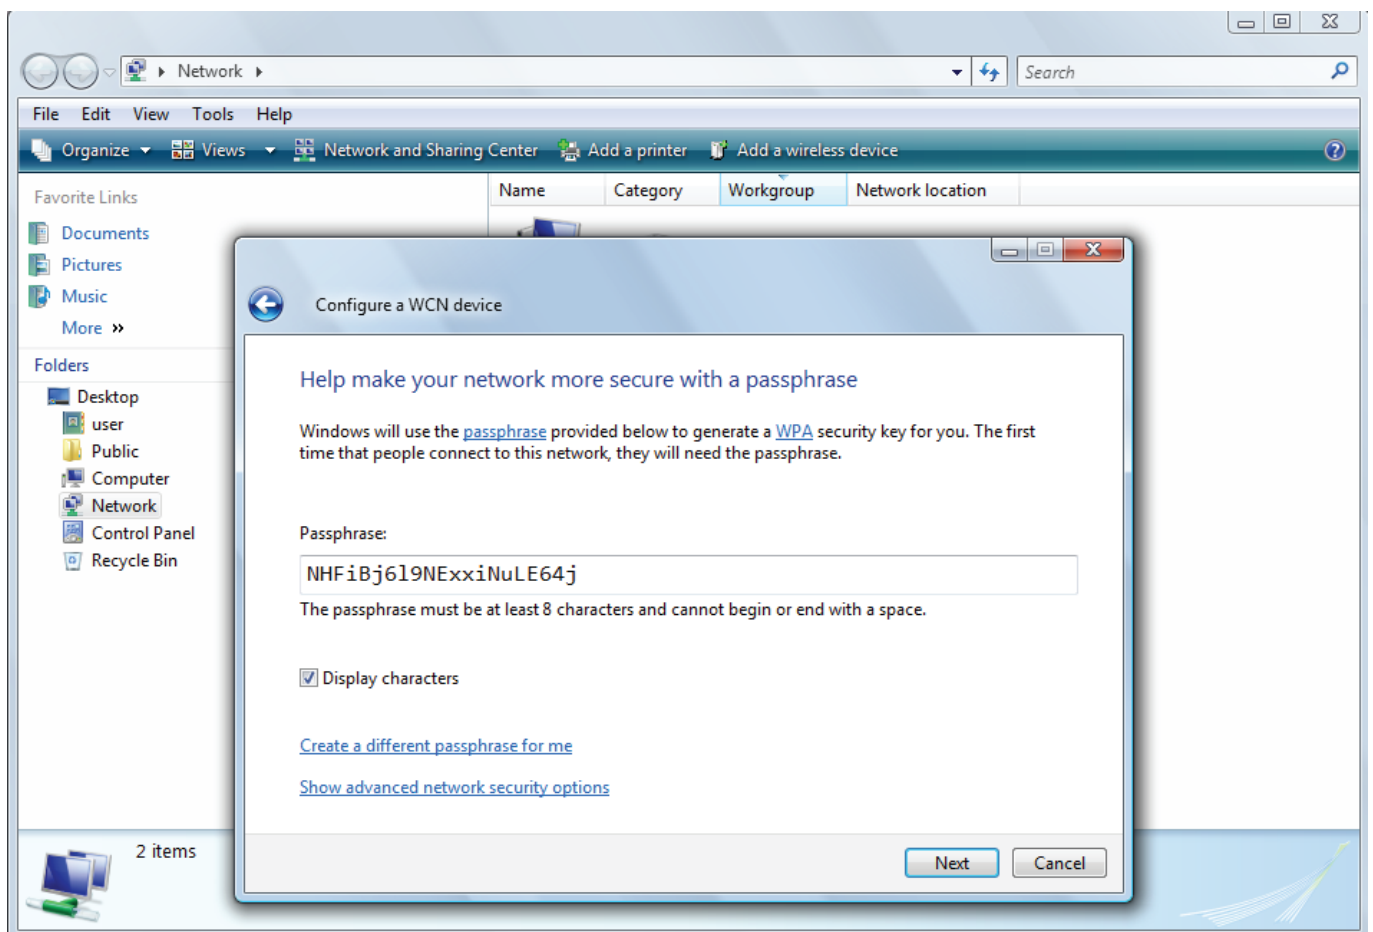 Network
Search
File Edit View Tools Help
Organize Views Network and Sharing Center Add a printer Add a wireless device
Favorite Links
Documents
Pictures
Music
More »
Folders
Desktop
user
Public
Computer
Network
Control Panel
Recycle Bin
Name Category Workgroup Network location
Configure a WCN device
Help make your network more secure with a passphrase
Windows will use the passphrase provided below to generate a WPA security key for you. The first
time that people connect to this network, they will need the passphrase.
Passphrase:
NHFiBj6l9NExxiNuLE64j
The passphrase must be at least 8 characters and cannot begin or end with a space.
Display characters
Create a different passphrase for me
Show advanced network security options
Next Cancel
2 items